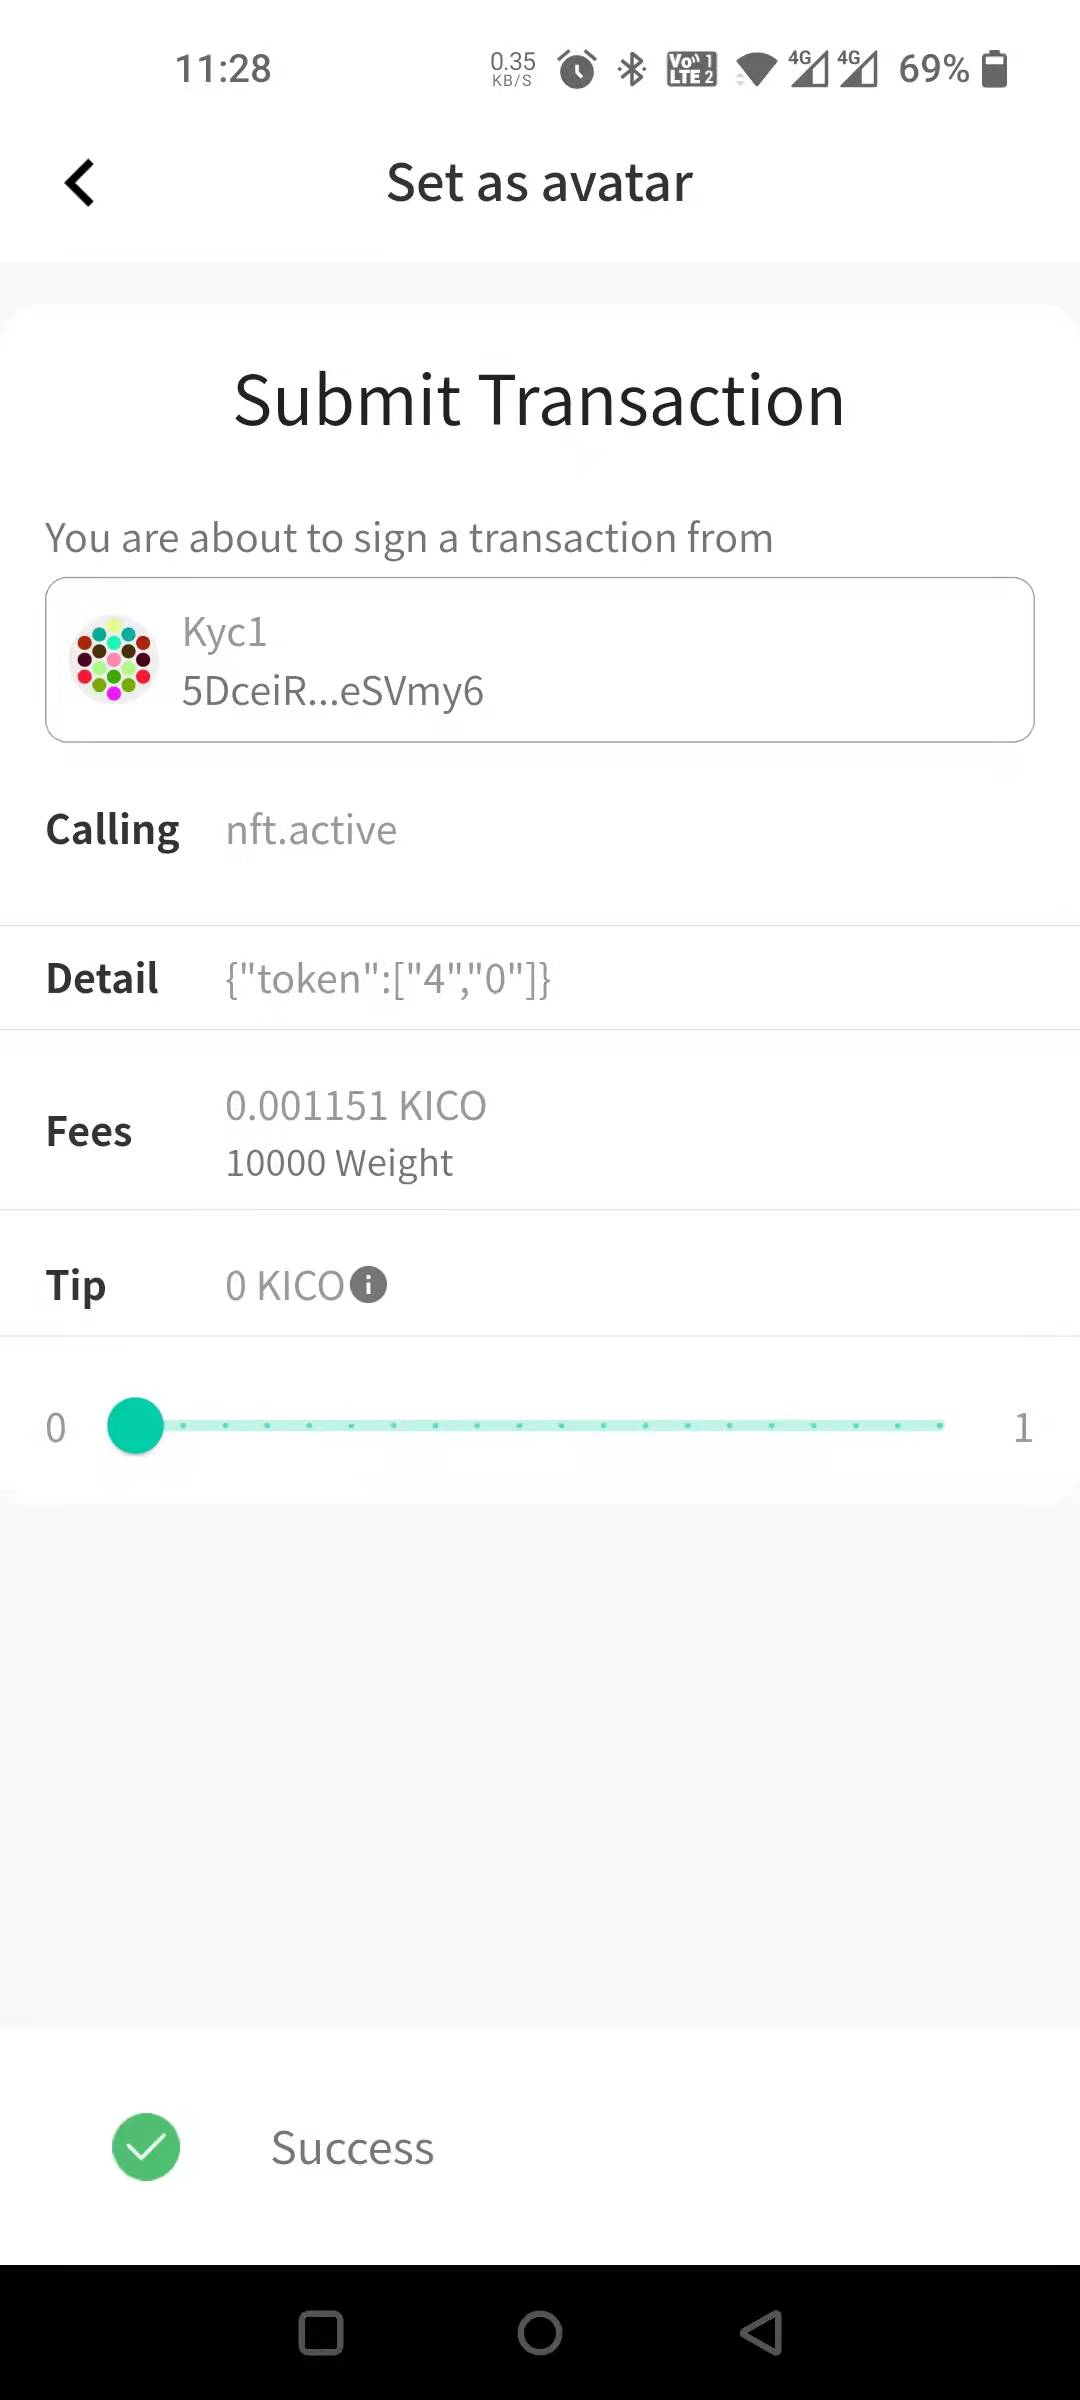 11:28 0.35 KB/S Vo 1 LTE 2 4G 4G 69%
Set as avatar
Submit Transaction
You are about to sign a transaction from
Kyc1
5DceiR...eSVmy6
Calling nft.active
Detail {"token":["4","0"]}
Fees 0.001151 KICO
10000 Weight
Tip 0 KICO
0 1
Success